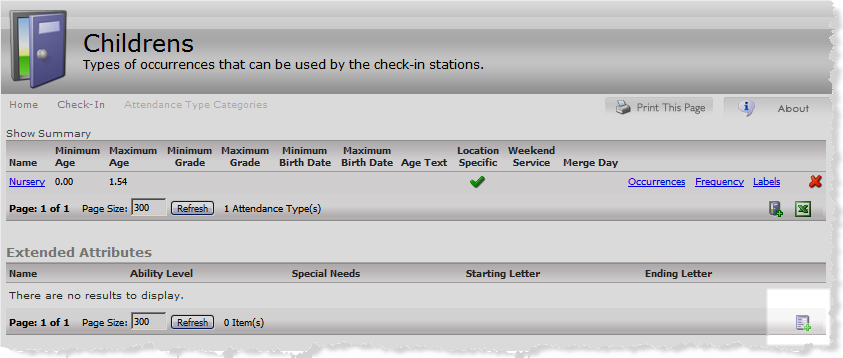 Childrens
Types of occurrences that can be used by the check-in stations.
Home Check-In Attendance Type Categories Print This Page About
Show Summary
Name Minimum Age Maximum Age Minimum Grade Maximum Grade Minimum Birth Date Maximum Birth Date Age Text Location Specific Weekend Service Merge Day
Nursery 0.00 1.54 Occurrences Frequency Labels
Page: 1 of 1 Page Size: 300 Refresh 1 Attendance Type(s)
Extended Attributes
Name Ability Level Special Needs Starting Letter Ending Letter
There are no results to display.
Page: 1 of 1 Page Size: 300 Refresh 0 Item(s)